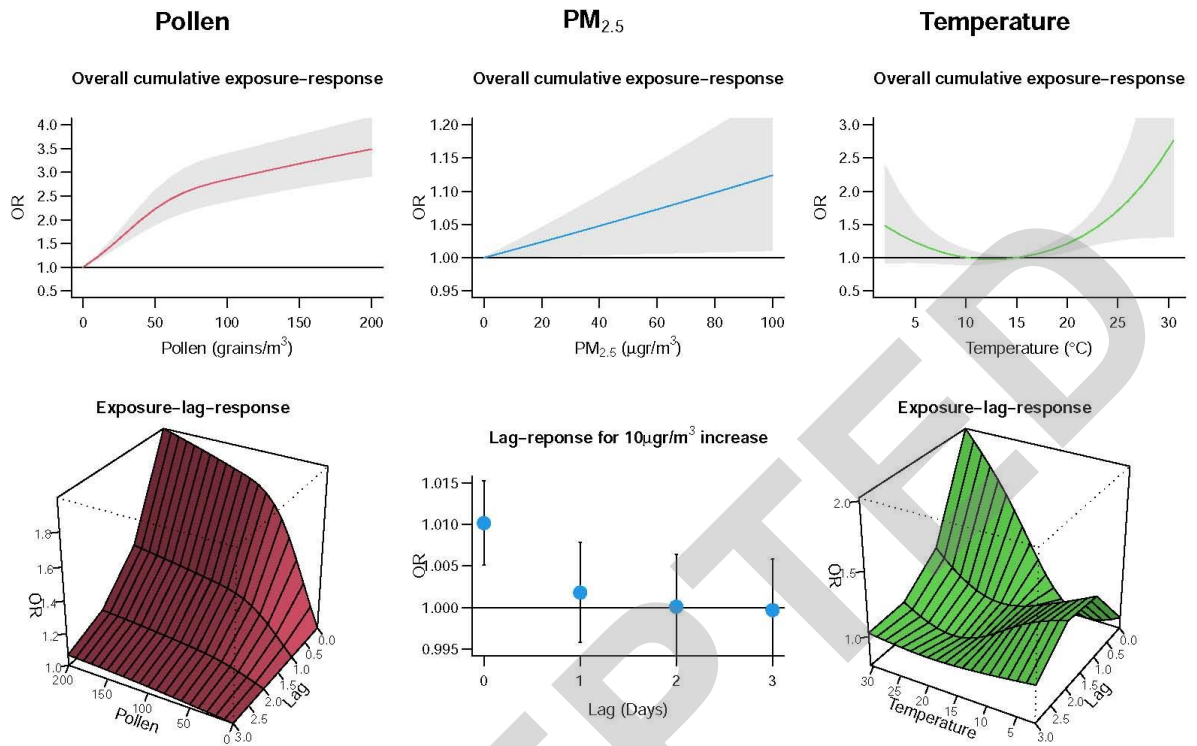 Pollen
PM2.5
Temperature
Overall cumulative exposure–response
Overall cumulative exposure–response
Overall cumulative exposure–response
OR
4.0
3.5
3.0
2.5
2.0
1.5
1.0
0.5
0 50 100 150 200
Pollen (grains/m³)
OR
1.20
1.15
1.10
1.05
1.00
0.95
0 20 40 60 80 100
PM2.5 (µgr/m³)
OR
3.0
2.5
2.0
1.5
1.0
0.5
5 10 15 20 25 30
Temperature (°C)
Exposure–lag–response
OR
1.8
1.6
1.4
1.2
1.0
200 150 100 50 0
Pollen
0.0
0.5
1.0
1.5
2.0
2.5
3.0
Lag
Lag–reponse for 10µgr/m³ increase
OR
1.015
1.010
1.005
1.000
0.995
0 1 2 3
Lag (Days)
Exposure–lag–response
OR
2.0
1.5
1.0
30 25 20 15 10 5
Temperature
0.0
0.5
1.0
1.5
2.0
2.5
3.0
Lag
PTED